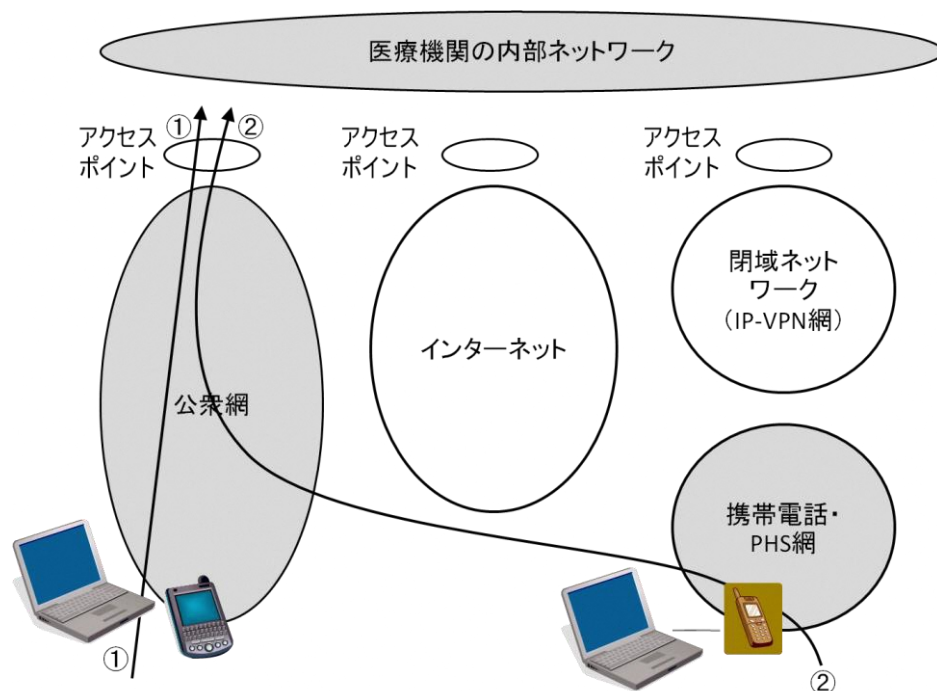 医療機関の内部ネットワーク
①
②
アクセス
ポイント
アクセス
ポイント
アクセス
ポイント
閉域ネット
ワーク
（IP-VPN網）
インターネット
公衆網
携帯電話・
PHS網
①
②